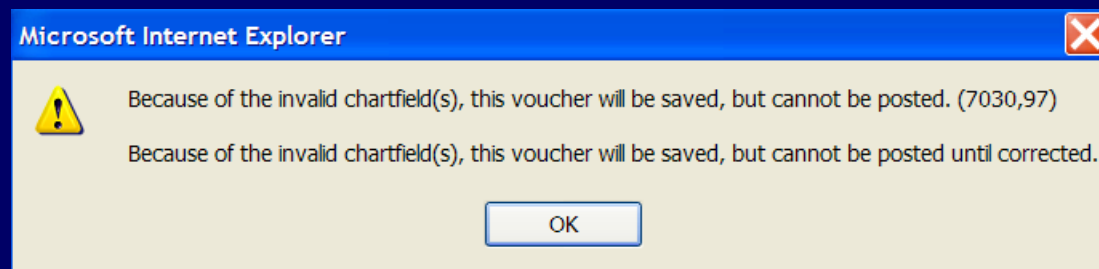 Microsoft Internet Explorer
Because of the invalid chartfield(s), this voucher will be saved, but cannot be posted. (7030,97)
Because of the invalid chartfield(s), this voucher will be saved, but cannot be posted until corrected.
OK